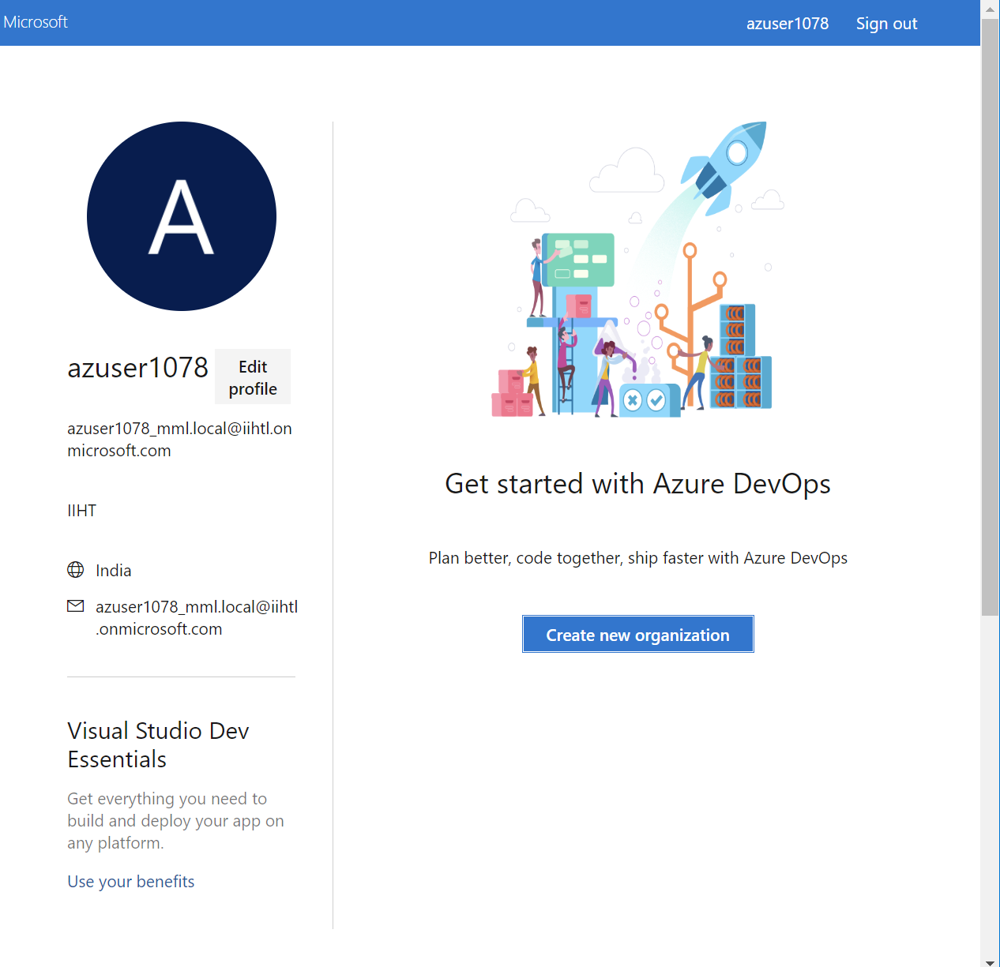 Microsoft
azuser1078
Sign out
A
azuser1078
Edit
profile
azuser1078_mml.local@iihtl.on
microsoft.com
IIHT
India
azuser1078_mml.local@iihtl
.onmicrosoft.com
Visual Studio Dev
Essentials
Get everything you need to
build and deploy your app on
any platform.
Use your benefits
Get started with Azure DevOps
Plan better, code together, ship faster with Azure DevOps
Create new organization